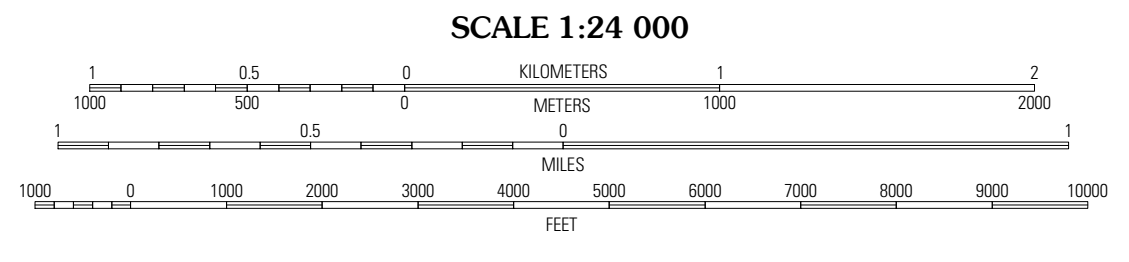 SCALE 1:24 000
1 0.5 0 KILOMETERS 1 2
1000 500 0 METERS 1000 2000
1 0.5 0 1
MILES
1000 0 1000 2000 3000 4000 5000 6000 7000 8000 9000 10000
FEET